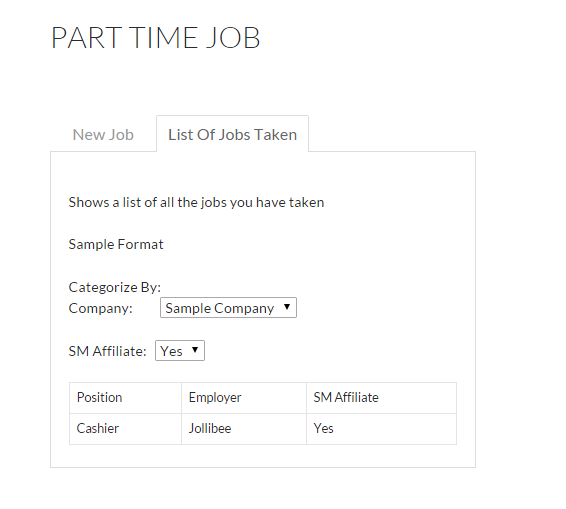 PART TIME JOB
New Job List Of Jobs Taken
Shows a list of all the jobs you have taken
Sample Format
Categorize By:
Company: Sample Company
SM Affiliate: Yes
Position Employer SM Affiliate
Cashier Jollibee Yes